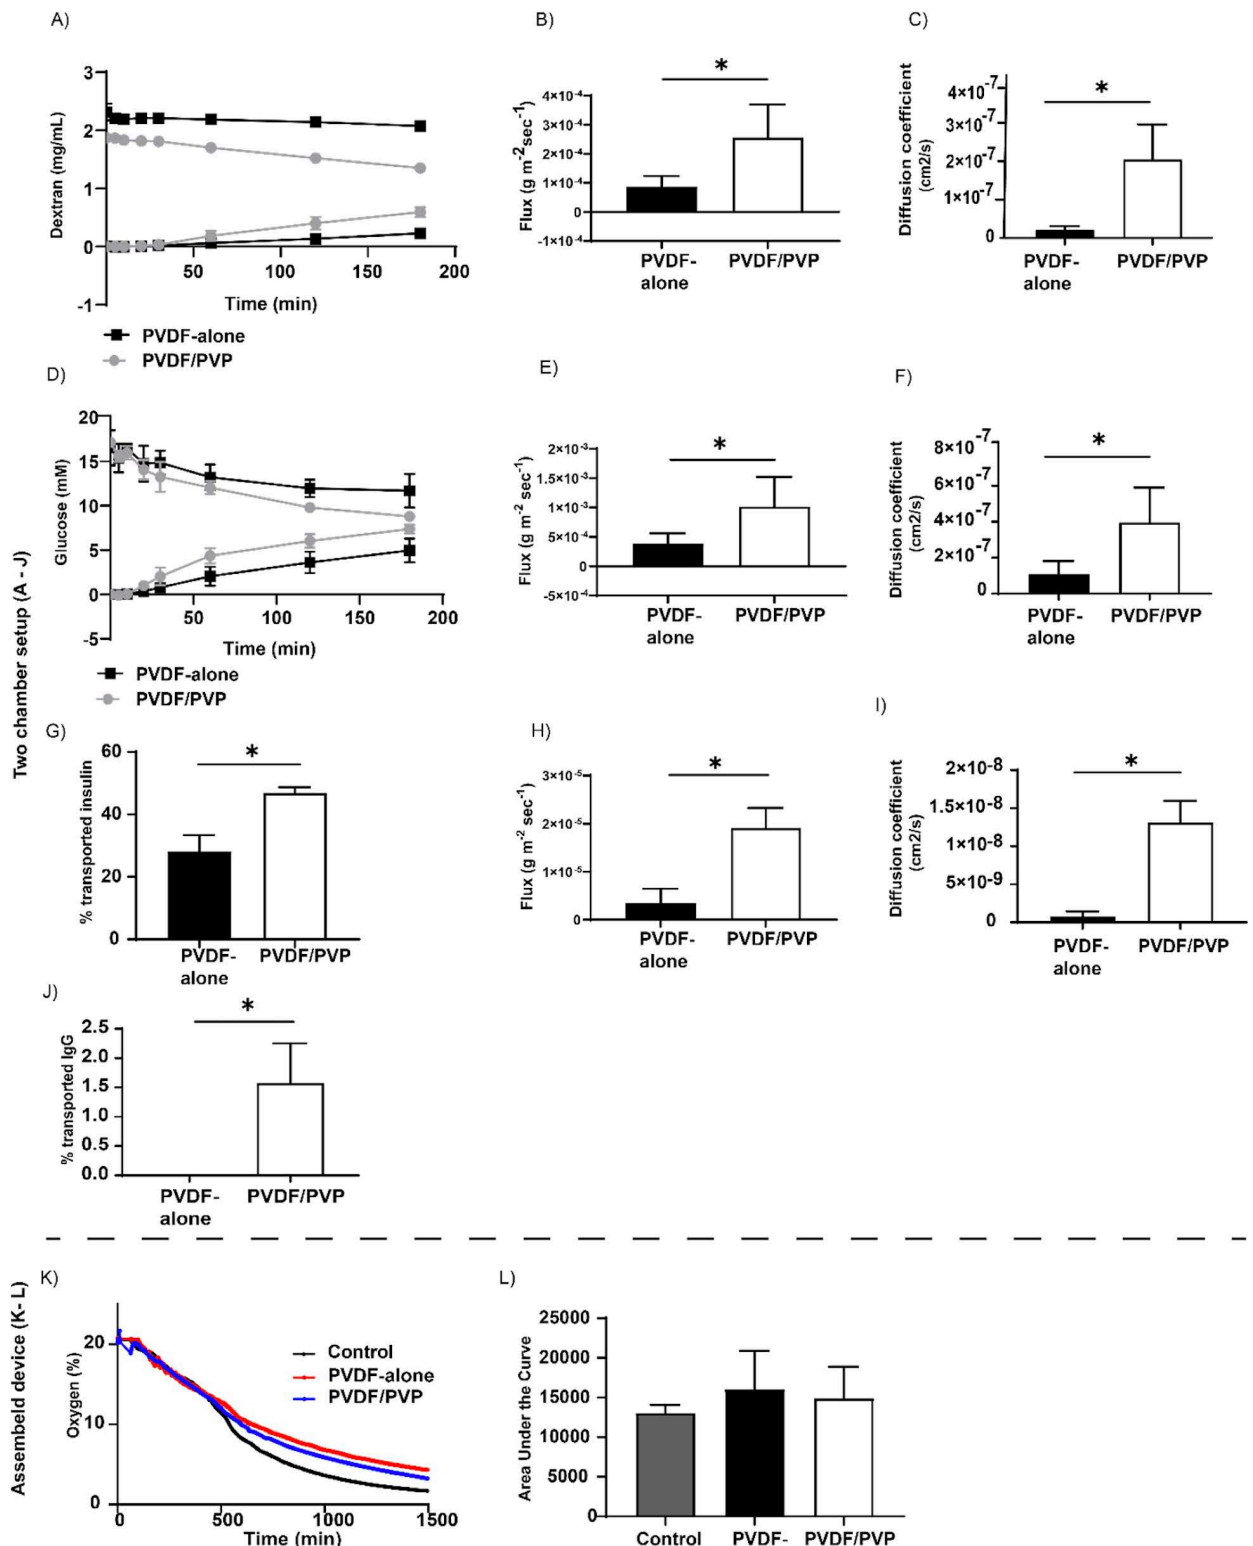 A)
3
2
1
0
-1
Dextran (mg/mL)
50
100
150
200
Time (min)
PVDF-alone
PVDF/PVP
B)
*
4×10⁻⁴
3×10⁻⁴
2×10⁻⁴
1×10⁻⁴
0
-1×10⁻⁴
Flux (g m⁻² sec⁻¹)
PVDF-
alone
PVDF/PVP
C)
*
4×10⁻⁷
3×10⁻⁷
2×10⁻⁷
1×10⁻⁷
0
Diffusion coefficient
(cm2/s)
PVDF-
alone
PVDF/PVP
Two chamber setup (A - J)
D)
20
15
10
5
0
-5
Glucose (mM)
50
100
150
200
Time (min)
PVDF-alone
PVDF/PVP
E)
*
2×10⁻³
1×10⁻³
5×10⁻⁴
0
-5×10⁻⁴
Flux (g m⁻² sec⁻¹)
PVDF-
alone
PVDF/PVP
F)
*
8×10⁻⁷
6×10⁻⁷
4×10⁻⁷
2×10⁻⁷
0
Diffusion coefficient
(cm2/s)
PVDF-
alone
PVDF/PVP
G)
*
60
40
20
0
% transported insulin
PVDF-
alone
PVDF/PVP
H)
*
3×10⁻⁵
2×10⁻⁵
1×10⁻⁵
0
Flux (g m⁻² sec⁻¹)
PVDF-
alone
PVDF/PVP
I)
*
2×10⁻⁸
1.5×10⁻⁸
1×10⁻⁸
5×10⁻⁹
0
Diffusion coefficient
(cm2/s)
PVDF-
alone
PVDF/PVP
J)
*
2.5
2.0
1.5
1.0
0.5
0.0
% transported IgG
PVDF-
alone
PVDF/PVP
Assembeld device (K- L)
K)
20
10
0
Oxygen (%)
Control
PVDF-alone
PVDF/PVP
0
500
1000
1500
Time (min)
L)
25000
20000
15000
10000
5000
0
Area Under the Curve
Control
PVDF-
PVDF/PVP